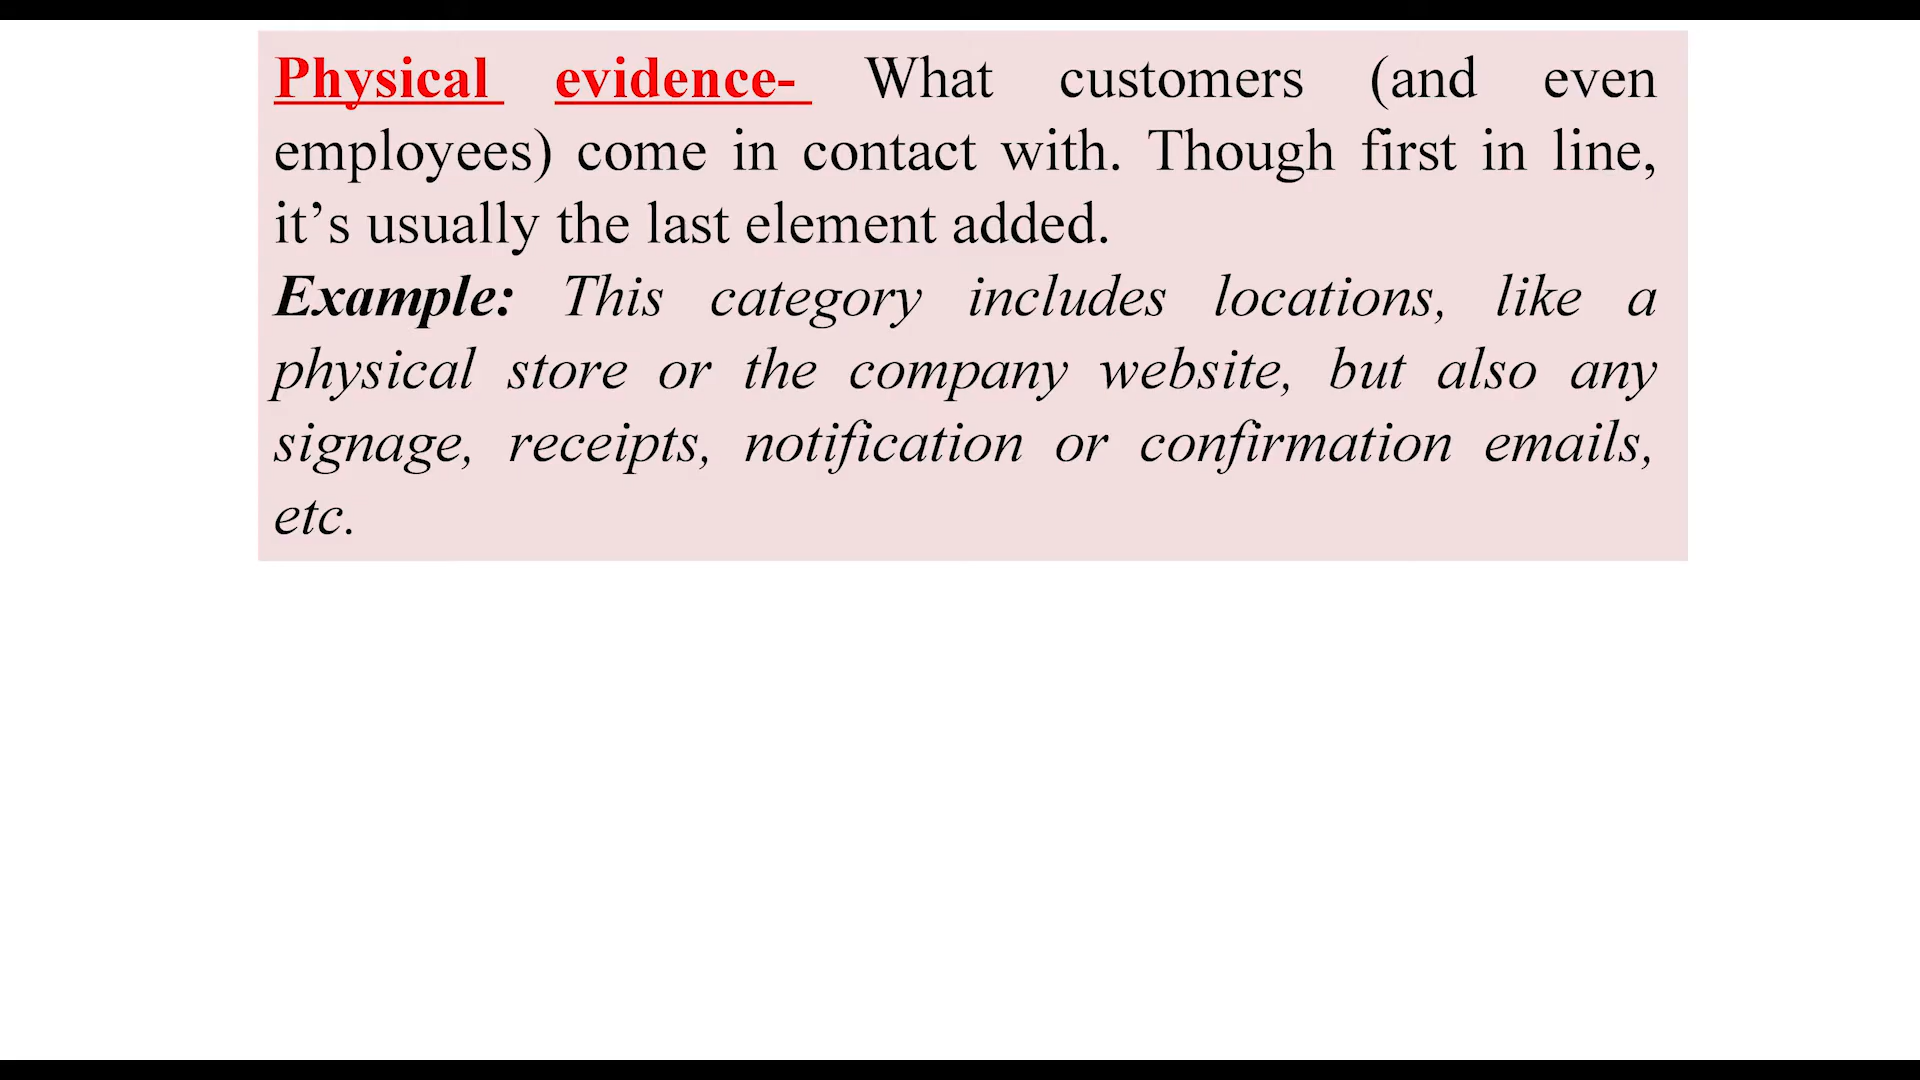 Physical evidence- What customers (and even
employees) come in contact with. Though first in line,
it’s usually the last element added.
Example: This category includes locations, like a
physical store or the company website, but also any
signage, receipts, notification or confirmation emails,
etc.